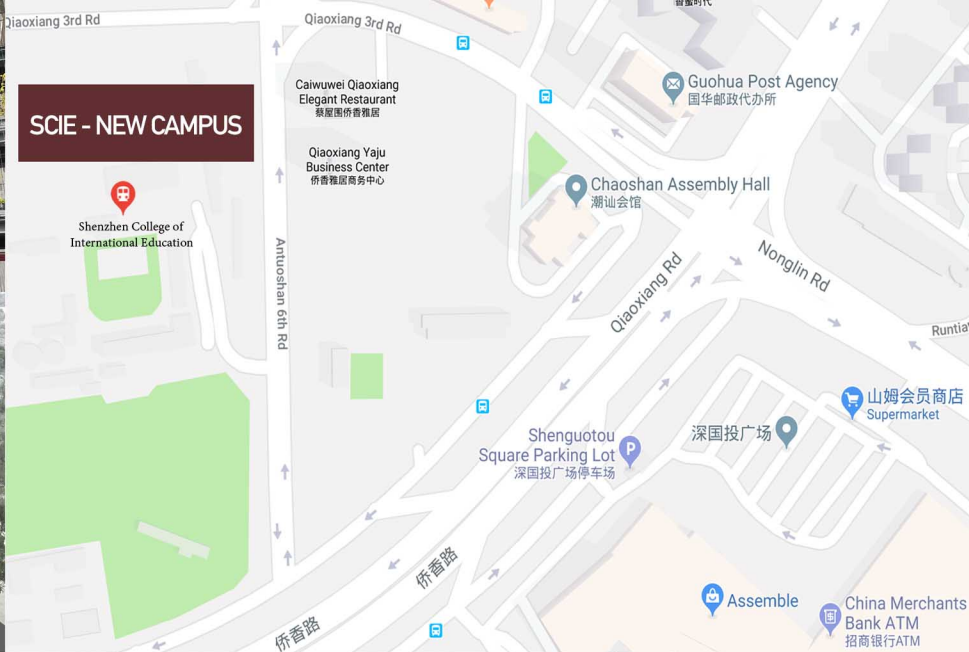 香蜜时代
Qiaoxiang 3rd Rd
Qiaoxiang 3rd Rd
SCIE - NEW CAMPUS
Caiwuwei Qiaoxiang
Elegant Restaurant
蔡屋围侨香雅居
Guohua Post Agency
国华邮政代办所
Qiaoxiang Yaju
Business Center
侨香雅居商务中心
Chaoshan Assembly Hall
潮汕会馆
Shenzhen College of
International Education
Antuoshan 6th Rd
Qiaoxiang Rd
Nonglin Rd
Runtia
山姆会员商店
Supermarket
深国投广场
Shenguotou
Square Parking Lot
深国投广场停车场
P
侨香路
侨香路
Assemble
China Merchants
Bank ATM
招商银行ATM